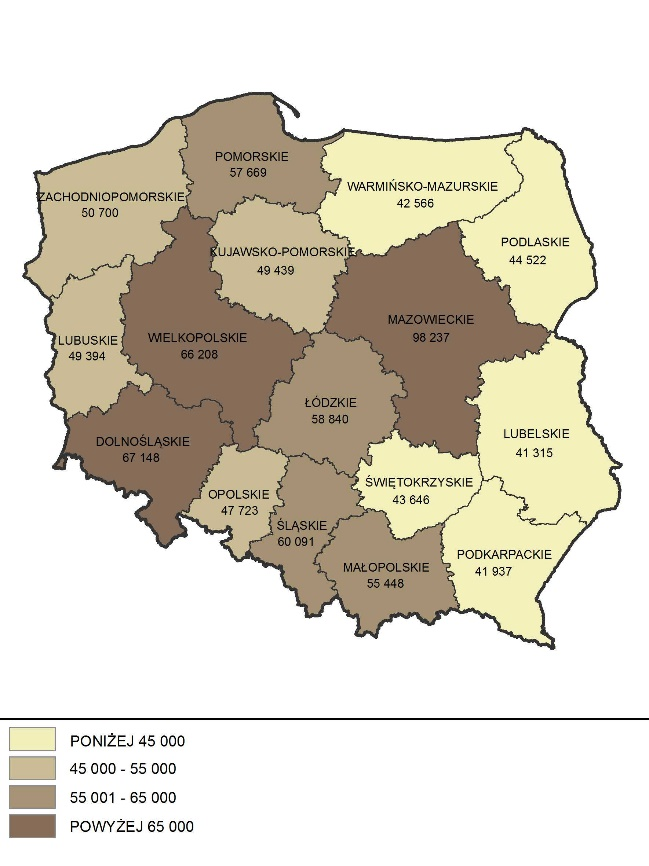 POMORSKIE
57 669
WARMIŃSKO-MAZURSKIE
42 566
ZACHODNIOPOMORSKIE
50 700
PODLASKIE
44 522
KUJAWSKO-POMORSKIE
49 439
MAZOWIECKIE
98 237
WIELKOPOLSKIE
66 208
LUBUSKIE
49 394
ŁÓDZKIE
58 840
LUBELSKIE
41 315
DOLNOŚLĄSKIE
67 148
ŚWIĘTOKRZYSKIE
43 646
OPOLSKIE
47 723
ŚLĄSKIE
60 091
PODKARPACKIE
41 937
MAŁOPOLSKIE
55 448
PONIŻEJ 45 000
45 000 - 55 000
55 001 - 65 000
POWYŻEJ 65 000